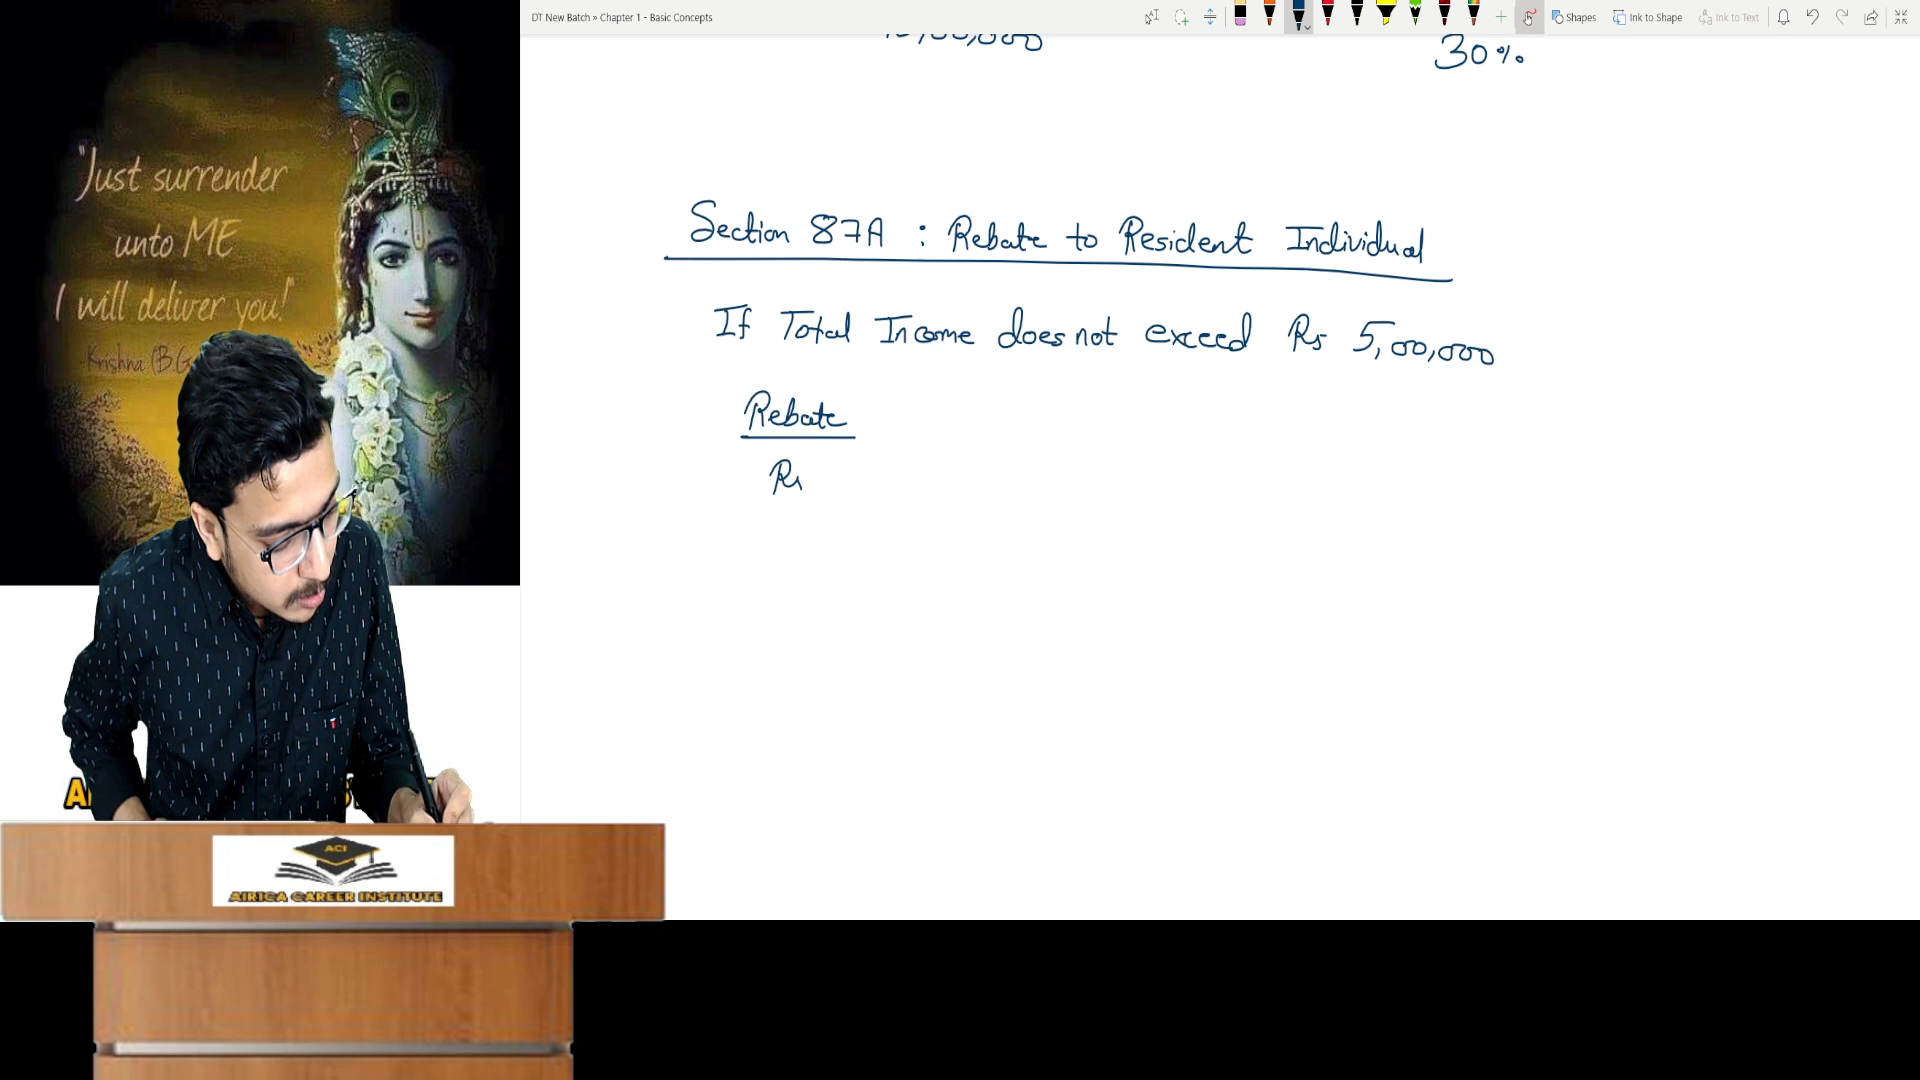 DT New Batch » Chapter 1 - Basic Concepts
Shapes
Ink to Shape
Ink to Text
30%
"Just surrender
unto ME
I will deliver you!"
Krishna (B.G.
Section 87A : Rebate to Resident Individual
If Total Income does not exceed Rs 5,00,000
Rebate
Rs
ACI
AIR1CA CAREER INSTITUTE